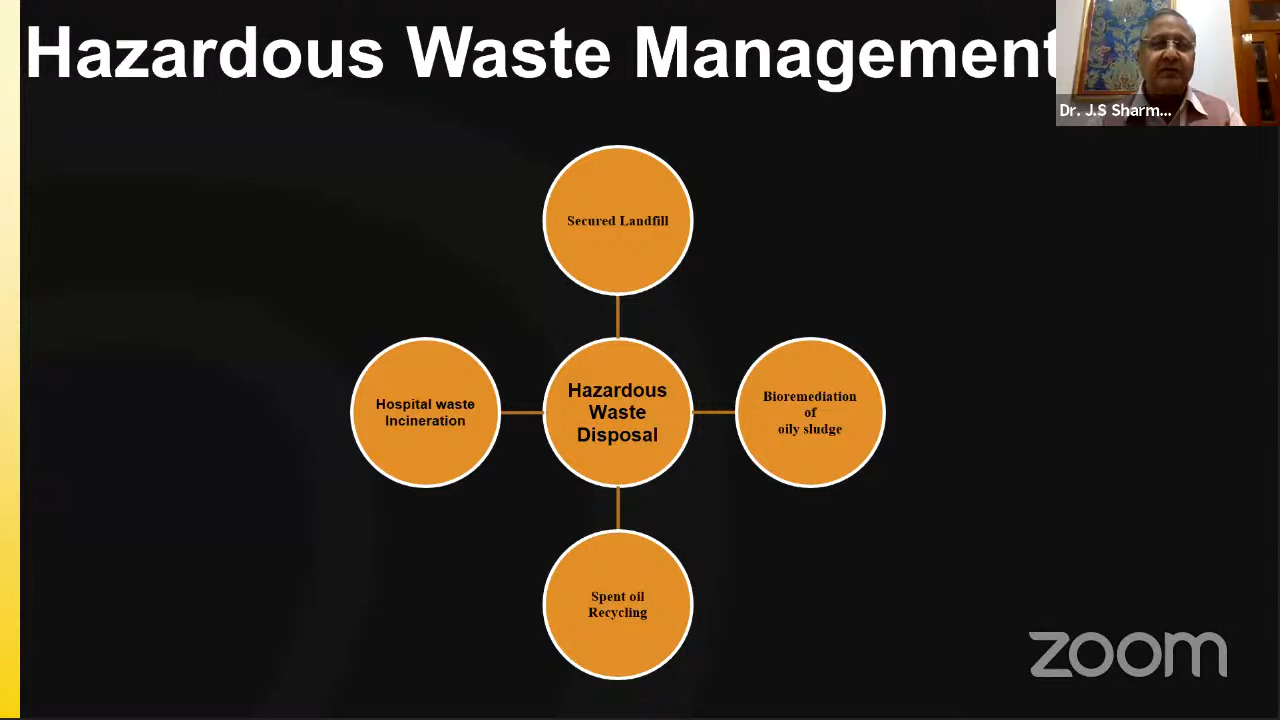 Hazardous Waste Management
Dr. J.S Sharm...
Secured Landfill
Hospital waste
Incineration
Hazardous
Waste
Disposal
Bioremediation
of
oily sludge
Spent oil
Recycling
zoom